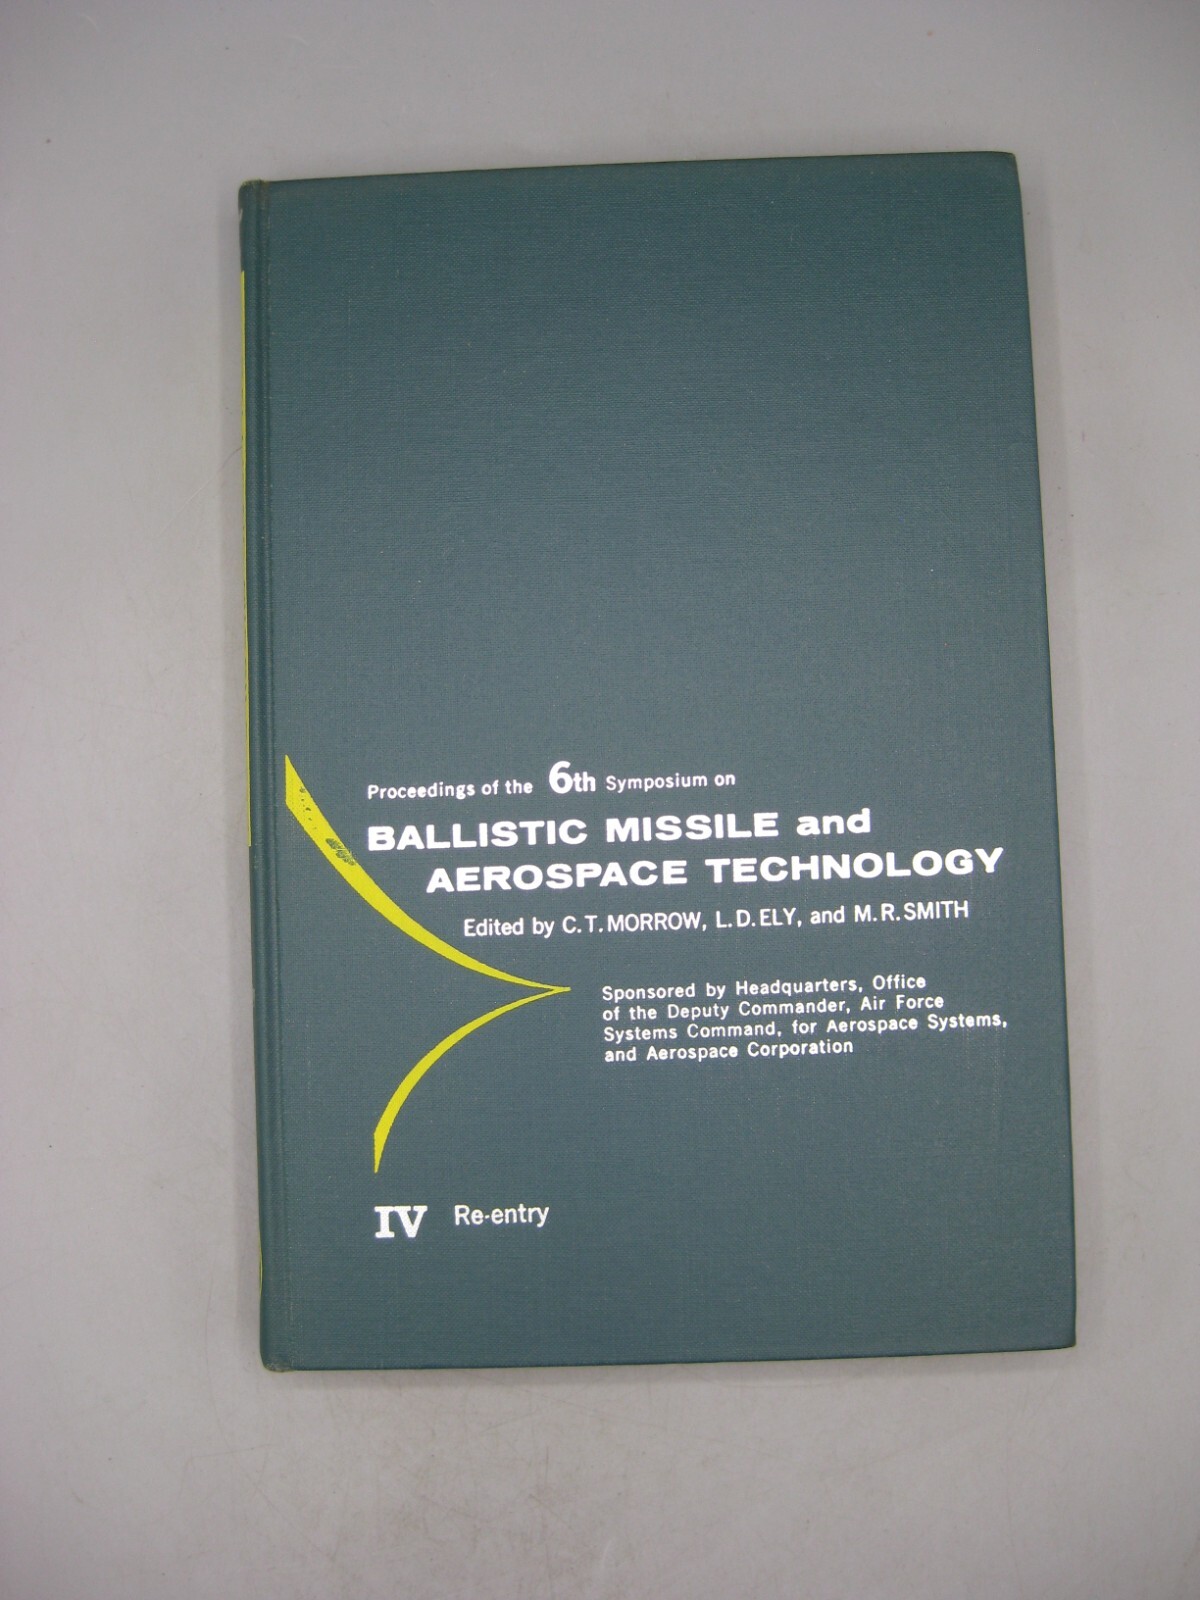 Proceedings of the 6th Symposium on
BALLISTIC MISSILE and
AEROSPACE TECHNOLOGY
Edited by C. T. MORROW, L. D. ELY, and M. R. SMITH
Sponsored by Headquarters, Office
of the Deputy Commander, Air Force
Systems Command, for Aerospace Systems,
and Aerospace Corporation
IV Re-entry